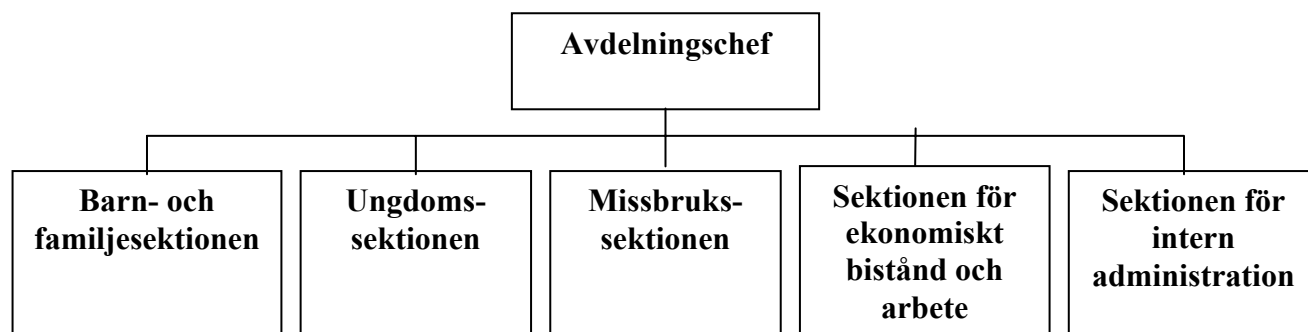 Avdelningschef
Barn- och
familjesektionen
Ungdoms-
sektionen
Missbruks-
sektionen
Sektionen för
ekonomiskt
bistånd och
arbete
Sektionen för
intern
administration